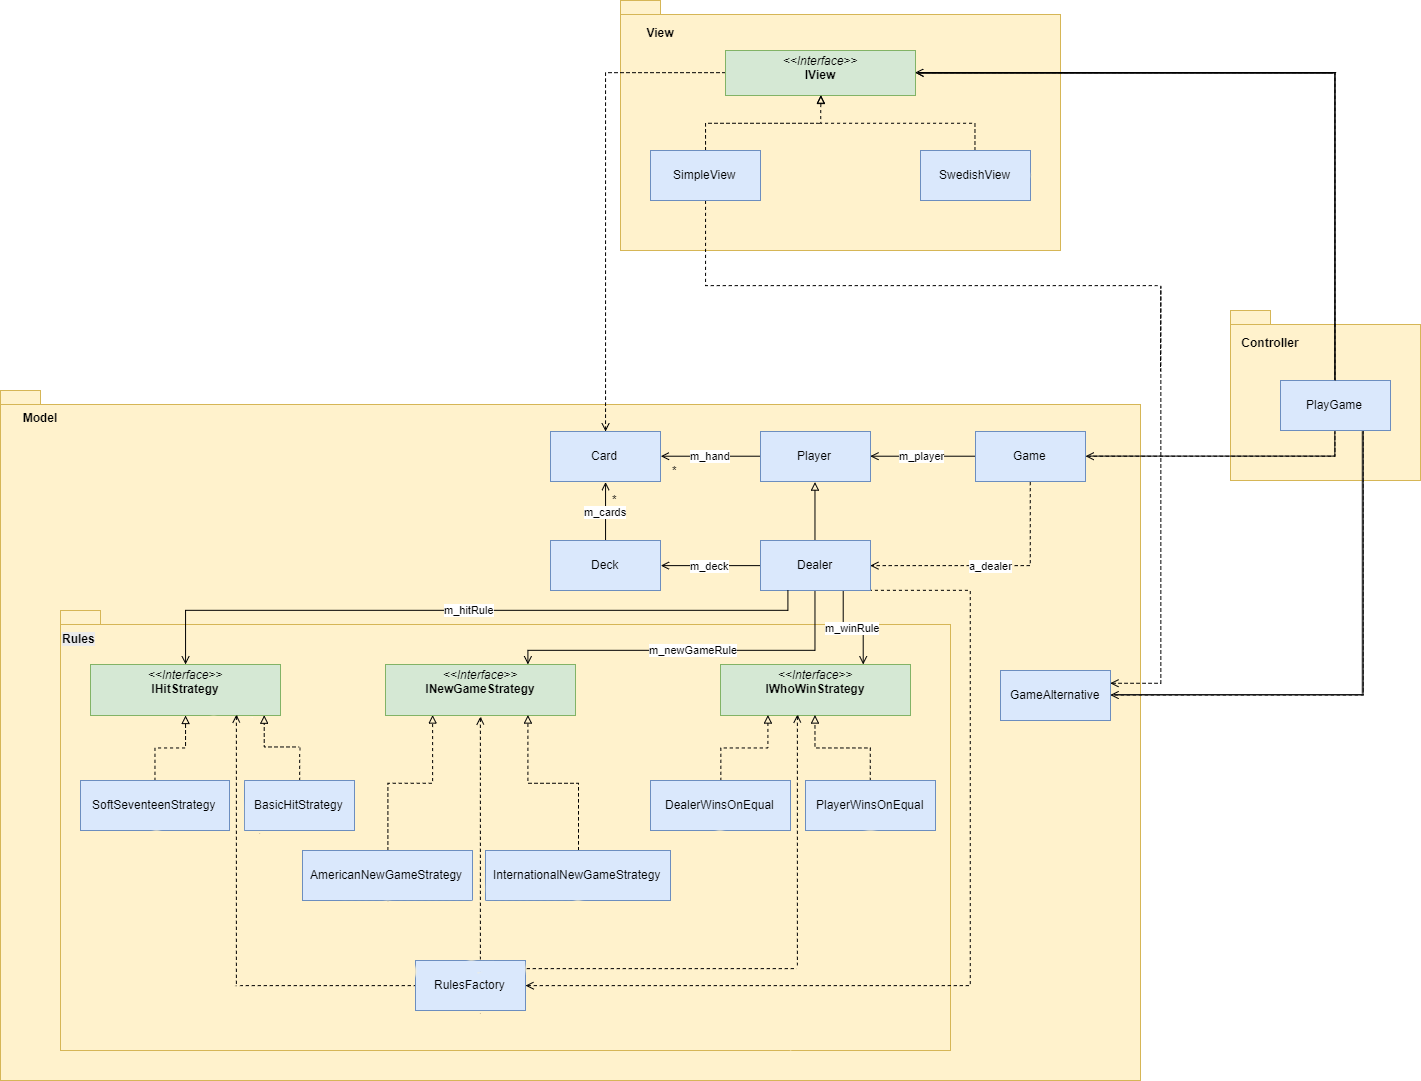 View
<<Interface>>
IView
SimpleView
SwedishView
Controller
PlayGame
Model
Card
m_hand
*
Player
m_player
Game
*
m_cards
Deck
m_deck
Dealer
a_dealer
m_hitRule
m_winRule
m_newGameRule
Rules
<<Interface>>
IHitStrategy
<<Interface>>
INewGameStrategy
<<Interface>>
IWhoWinStrategy
GameAlternative
SoftSeventeenStrategy
BasicHitStrategy
DealerWinsOnEqual
PlayerWinsOnEqual
AmericanNewGameStrategy
InternationalNewGameStrategy
RulesFactory